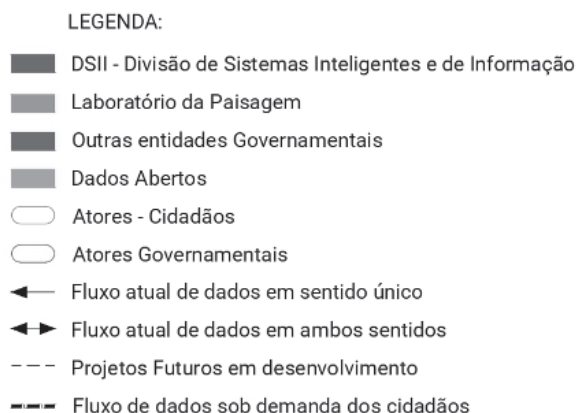 LEGENDA:
DSII - Divisão de Sistemas Inteligentes e de Informação
Laboratório da Paisagem
Outras entidades Governamentais
Dados Abertos
Atores - Cidadãos
Atores Governamentais
Fluxo atual de dados em sentido único
Fluxo atual de dados em ambos sentidos
Projetos Futuros em desenvolvimento
Fluxo de dados sob demanda dos cidadãos